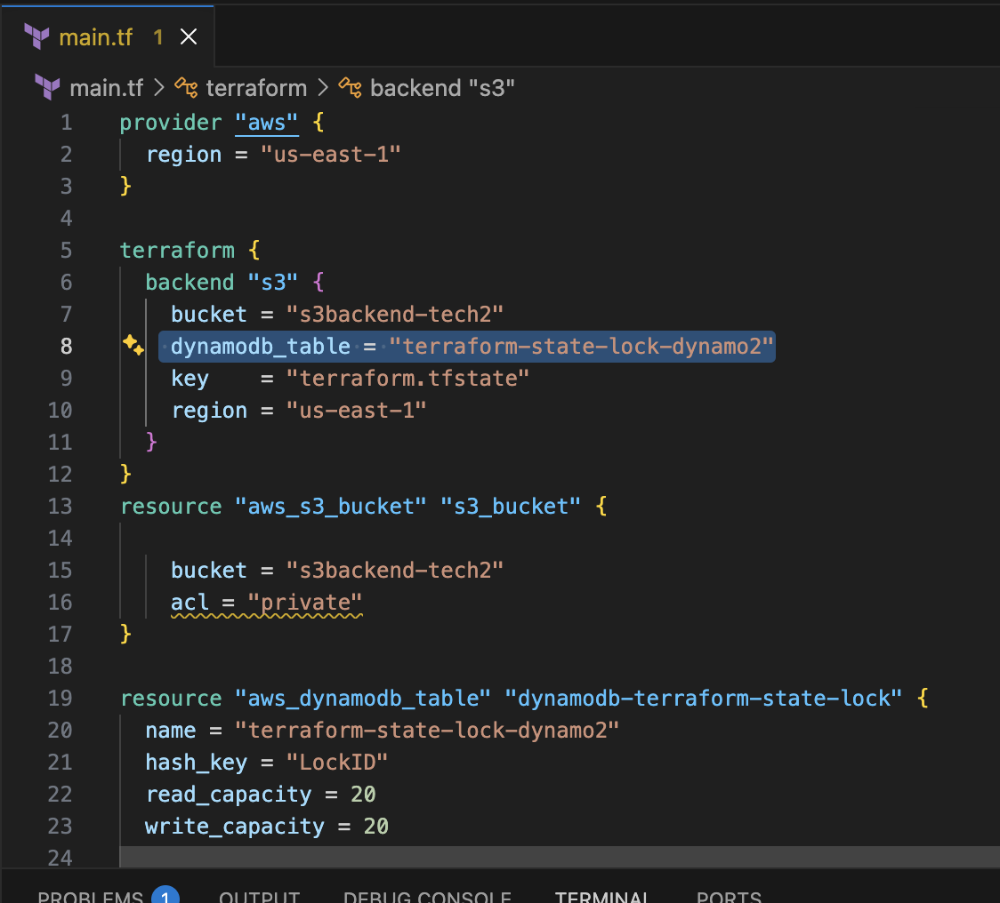 main.tf 1
main.tf > terraform > backend "s3"
1 provider "aws" {
2 region = "us-east-1"
3 }
4
5 terraform {
6 backend "s3" {
7 bucket = "s3backend-tech2"
8 dynamodb_table = "terraform-state-lock-dynamo2"
9 key    = "terraform.tfstate"
10 region = "us-east-1"
11 }
12 }
13 resource "aws_s3_bucket" "s3_bucket" {
14
15 bucket = "s3backend-tech2"
16 acl = "private"
17 }
18
19 resource "aws_dynamodb_table" "dynamodb-terraform-state-lock" {
20 name = "terraform-state-lock-dynamo2"
21 hash_key = "LockID"
22 read_capacity = 20
23 write_capacity = 20
24
PROBLEMS 1 OUTPUT DEBUG CONSOLE TERMINAL PORTS